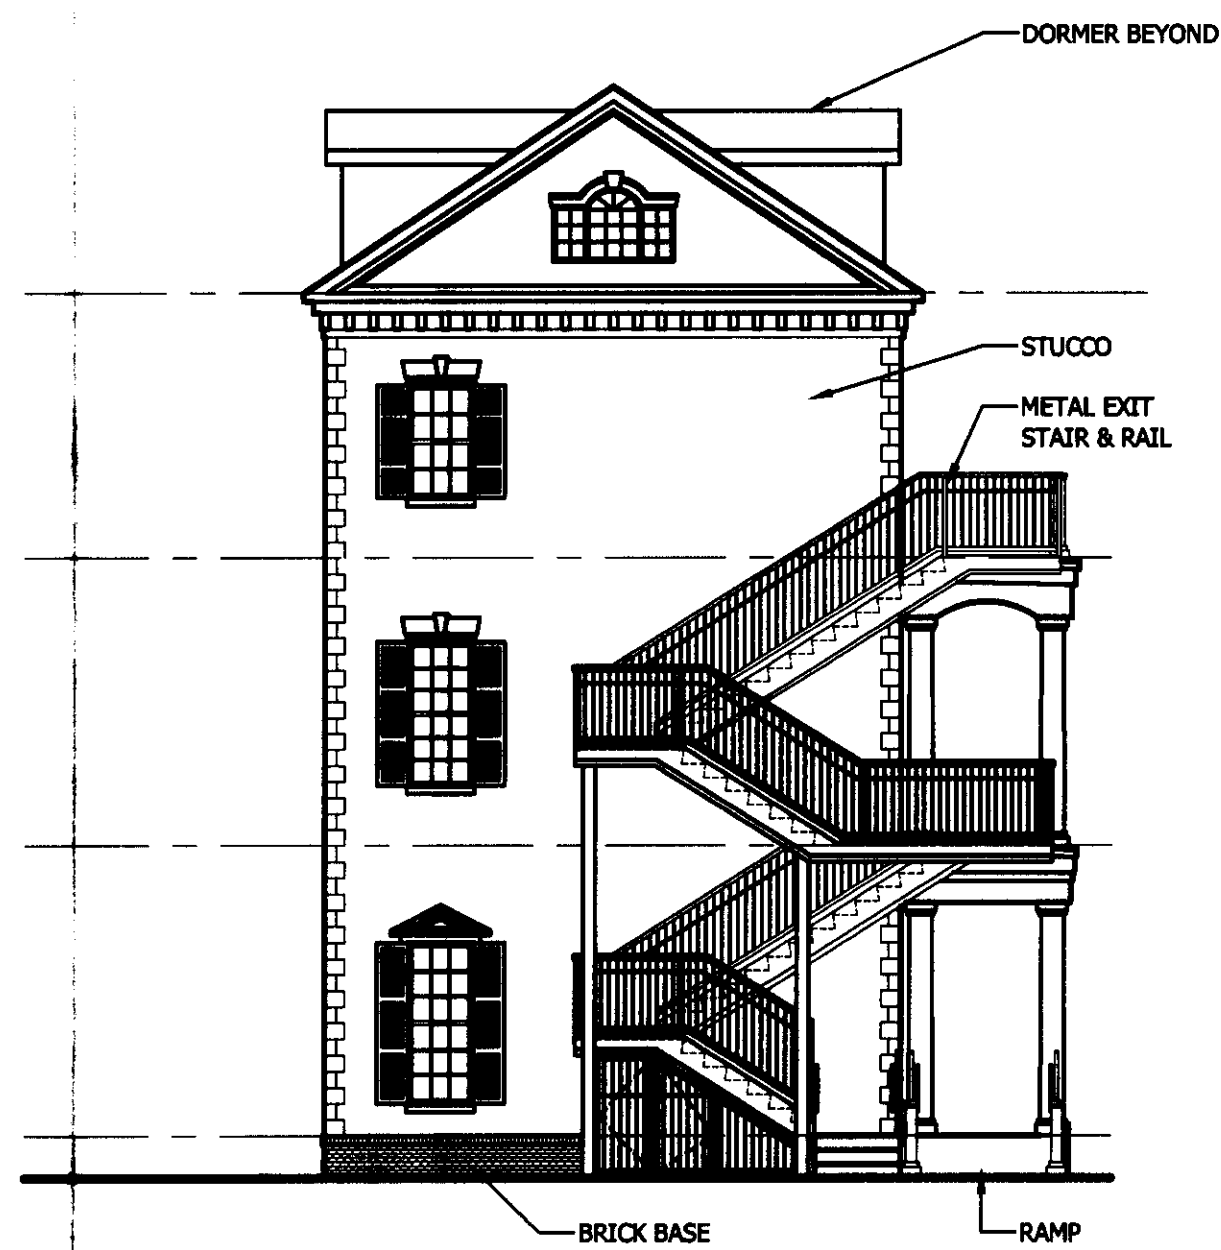 DORMER BEYOND
STUCCO
METAL EXIT
STAIR & RAIL
BRICK BASE
RAMP